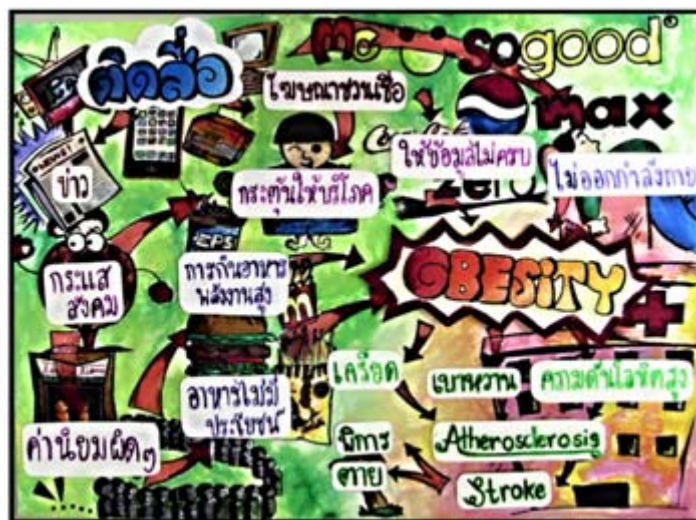 Mc sogood
ติดสื่อ
โฆษณาชวนเชื่อ
max
ข่าว
ให้ข้อมูลไม่ครบ
zero
ไม่ออกกำลังกาย
กระตุ้นให้บริโภค
กระแส
สังคม
การกินอาหาร
พลังงานสูง
OBESITY
อาหารไม่มี
ประโยชน์
เครียด
เบาหวาน
ความดันโลหิตสูง
ค่านิยมผิดๆ
พิการ
ตาย
Atherosclerosis
Stroke